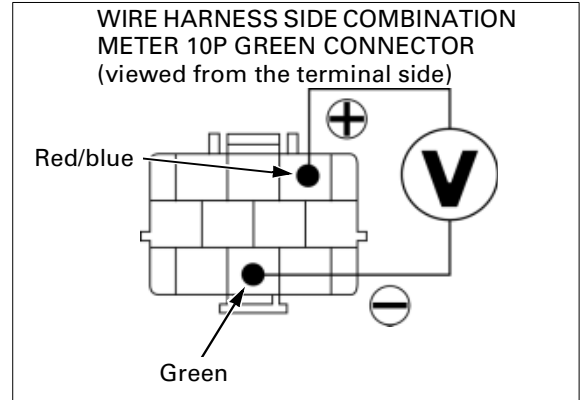 WIRE HARNESS SIDE COMBINATION
METER 10P GREEN CONNECTOR
(viewed from the terminal side)
Red/blue
+
V
−
Green